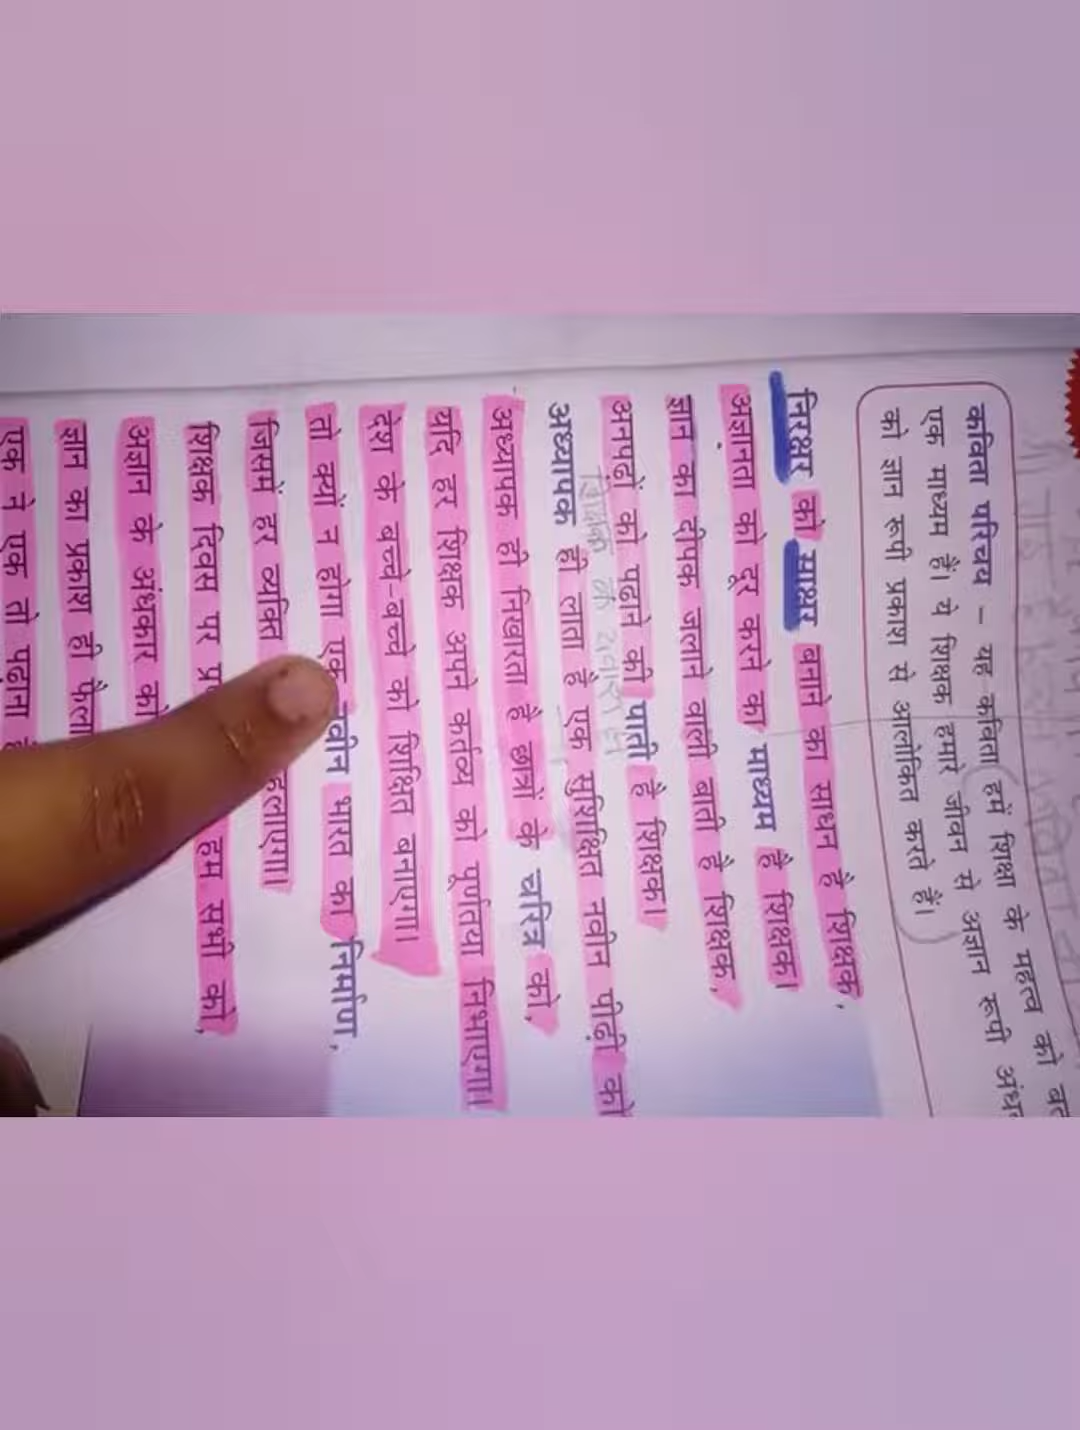 कविता परिचय – यह कविता हमें शिक्षा के महत्व को
एक माध्यम हैं। ये शिक्षक हमारे जीवन से अज्ञान रूपी
को ज्ञान रूपी प्रकाश से आलोकित करते हैं।
निरक्षर को साक्षर बनाने का साधन है शिक्षक,
अज्ञानता को दूर करने का माध्यम है शिक्षक।
ज्ञान का दीपक जलाने वाली बाती है शिक्षक,
अनपढ़ों को पढ़ाने की पाती है शिक्षक।
अध्यापक ही लाता है एक सुशिक्षित नवीन पीढ़ी को
अध्यापक ही निखारता है छात्रों के चरित्र को,
यदि हर शिक्षक अपने कर्तव्य को पूर्णतया निभाएगा।
देश के बच्चे-बच्चे को शिक्षित बनाएगा।
तो क्यों न होगा एक नवीन भारत का निर्माण,
जिसमें हर व्यक्ति
शिक्षक दिवस पर हम सभी को,
अज्ञान के अंधकार को
ज्ञान का प्रकाश ही
एक ने एक तो पढ़ाना